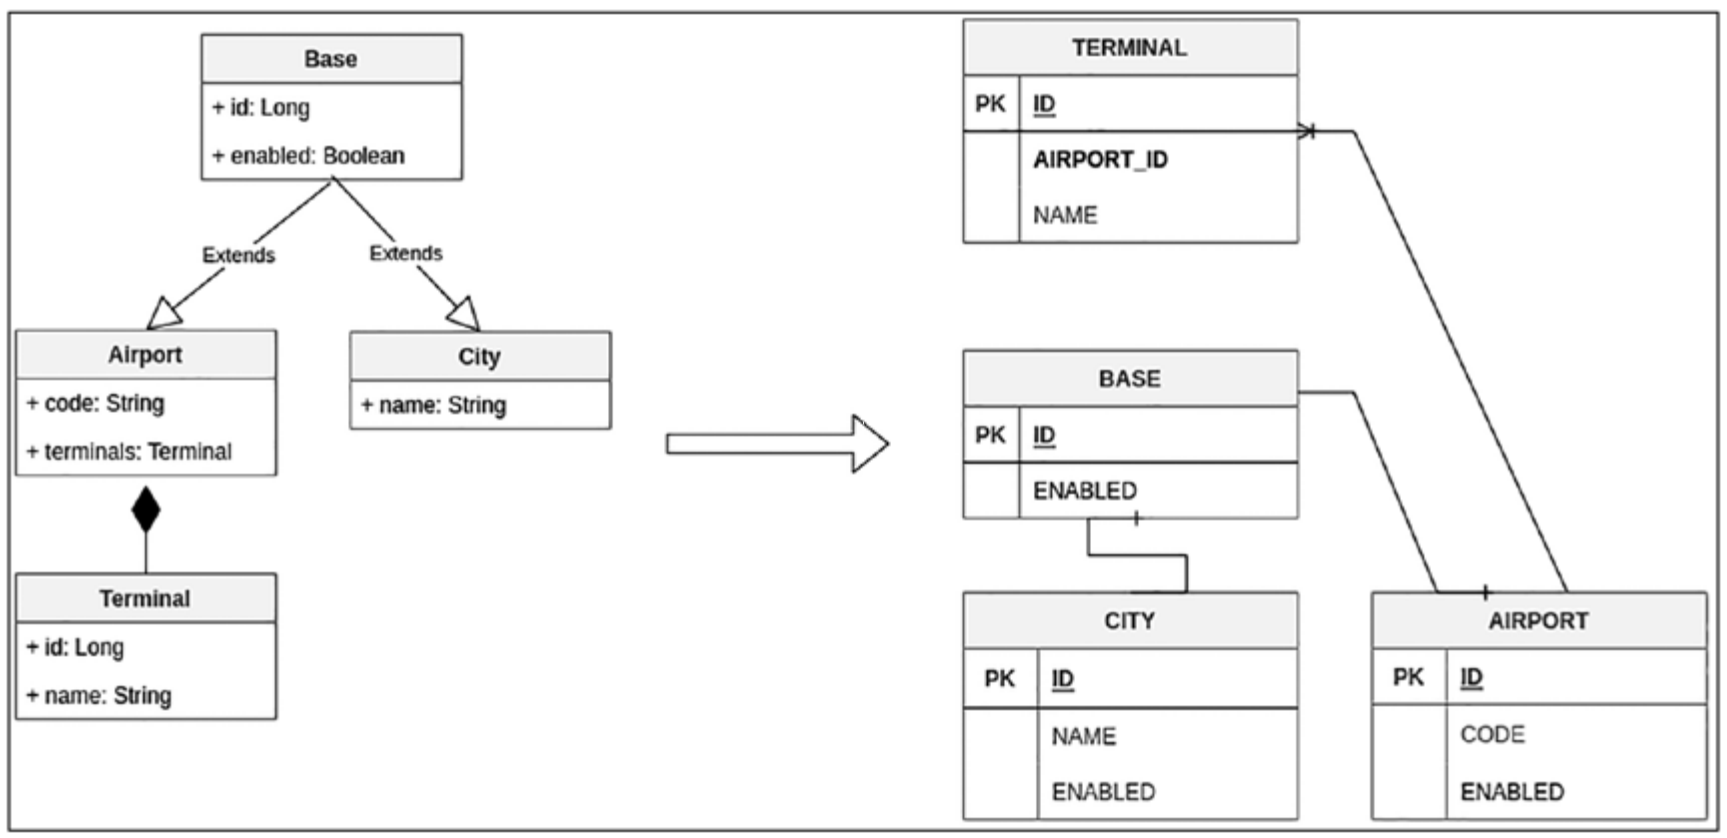 Base
+ id: Long
+ enabled: Boolean
Extends
Extends
Airport
+ code: String
+ terminals: Terminal
City
+ name: String
Terminal
+ id: Long
+ name: String
TERMINAL
PK ID
AIRPORT_ID
NAME
BASE
PK ID
ENABLED
CITY
PK ID
NAME
ENABLED
AIRPORT
PK ID
CODE
ENABLED